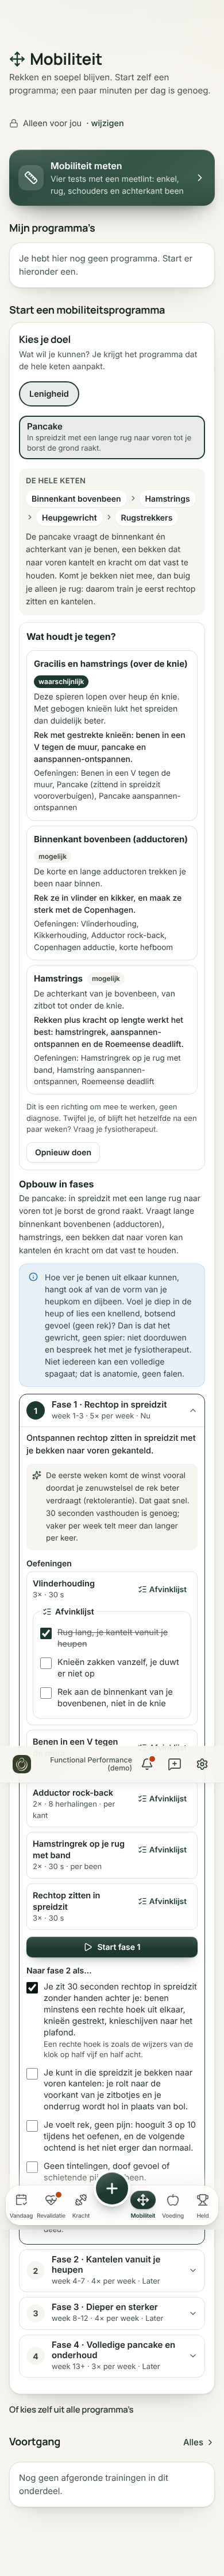 Mobiliteit
Rekken en soepel blijven. Start zelf een
programma; een paar minuten per dag is genoeg.
Alleen voor jou · wijzigen
Mobiliteit meten
Vier tests met een meetlint: enkel,
rug, schouders en achterkant been
Mijn programma's
Je hebt hier nog geen programma. Start er
hieronder een.
Start een mobiliteitsprogramma
Kies je doel
Wat wil je kunnen? Je krijgt het programma dat
de hele keten aanpakt.
Lenigheid
Pancake
In spreidzit met een lange rug naar voren tot je
borst de grond raakt.
DE HELE KETEN
Binnenkant bovenbeen > Hamstrings
> Heupgewricht > Rugstrekkers
De pancake vraagt de binnenkant én
achterkant van je benen, een bekken dat
naar voren kantelt en kracht om dat vast te
houden. Komt je bekken niet mee, dan buig
je alleen je rug: daarom train je eerst rechtop
zitten en kantelen.
Wat houdt je tegen?
Gracilis en hamstrings (over de knie)
waarschijnlijk
Deze spieren lopen over heup én knie.
Met gebogen knieën lukt het spreiden
dan duidelijk beter.
Rek met gestrekte knieën: benen in een
V tegen de muur, pancake en
aanspannen-ontspannen.
Oefeningen: Benen in een V tegen de
muur, Pancake (zittend in spreidzit
vooroverbuigen), Pancake aanspannen-
ontspannen
Binnenkant bovenbeen (adductoren)
mogelijk
De korte en lange adductoren trekken je
been naar binnen.
Rek ze in vlinder en kikker, en maak ze
sterk met de Copenhagen.
Oefeningen: Vlinderhouding,
Kikkerhouding, Adductor rock-back,
Copenhagen adductie, korte hefboom
Hamstrings mogelijk
De achterkant van je bovenbeen, van
zitbot tot onder de knie.
Rekken plus kracht op lengte werkt het
best: hamstringrek, aanspannen-
ontspannen en de Roemeense deadlift.
Oefeningen: Hamstringrek op je rug met
band, Hamstring aanspannen-
ontspannen, Roemeense deadlift
Dit is een richting om mee te werken, geen
diagnose. Twijfel je, of blijft het hetzelfde na een
paar weken? Vraag je fysiotherapeut.
Opnieuw doen
Opbouw in fases
De pancake: in spreidzit met een lange rug naar
voren tot je borst de grond raakt. Vraagt lange
binnenkant bovenbeen (adductoren),
hamstrings, een bekken dat naar voren kan
kantelen én kracht om dat vast te houden.
Hoe ver je benen uit elkaar kunnen,
hangt ook af van de vorm van je
heupkom en dijbeen. Voel je diep in de
heup of lies een knellend, botsend
gevoel (geen rek)? Dan is dat het
gewricht, geen spier: niet doorduwen
en bespreek het met je fysiotherapeut.
Niet iedereen kan een volledige
spagaat; dat is anatomie, geen falen.
1
Fase 1 · Rechtop in spreidzit
week 1-3 · 5× per week · Nu
Ontspannen rechtop zitten in spreidzit met
je bekken naar voren gekanteld.
De eerste weken komt de winst vooral
doordat je zenuwstelsel de rek beter
verdraagt (rektolerantie). Dat gaat snel.
30 seconden vasthouden is genoeg;
vaker per week telt meer dan langer
per keer.
Oefeningen
Vlinderhouding
3× · 30 s
Afvinklijst
Afvinklijst
Rug lang, je kantelt vanuit je
heupen
Knieën zakken vanzelf, je duwt
er niet op
Rek aan de binnenkant van je
bovenbenen, niet in de knie
Benen in een V tegen de
Functional Performance
(demo)
Adductor rock-back
2× · 8 herhalingen · per
kant
Afvinklijst
Hamstringrek op je rug
met band
2× · 30 s · per been
Afvinklijst
Rechtop zitten in
spreidzit
3× · 30 s
Afvinklijst
Start fase 1
Naar fase 2 als...
Je zit 30 seconden rechtop in spreidzit
zonder handen achter je: benen
minstens een rechte hoek uit elkaar,
knieën gestrekt, knieschijven naar het
plafond.
Een rechte hoek is zoals de wijzers van de
klok op half vijf en half acht.
Je kunt in die spreidzit je bekken naar
voren kantelen: je rolt naar de
voorkant van je zitbotjes en je
onderrug wordt hol in plaats van bol.
Je voelt rek, geen pijn: hooguit 3 op 10
tijdens het oefenen, en de volgende
ochtend is het niet erger dan normaal.
Geen tintelingen, doof gevoel of
schietende pijn
Vandaag
Revalidatie
Kracht
Mobiliteit
Voeding
Held
2
Fase 2 · Kantelen vanuit je
heupen
week 4-7 · 4× per week · Later
3
Fase 3 · Dieper en sterker
week 8-12 · 4× per week · Later
4
Fase 4 · Volledige pancake en
onderhoud
week 13+ · 3× per week · Later
Of kies zelf uit alle programma's
Voortgang
Alles >
Nog geen afgeronde trainingen in dit
onderdeel.